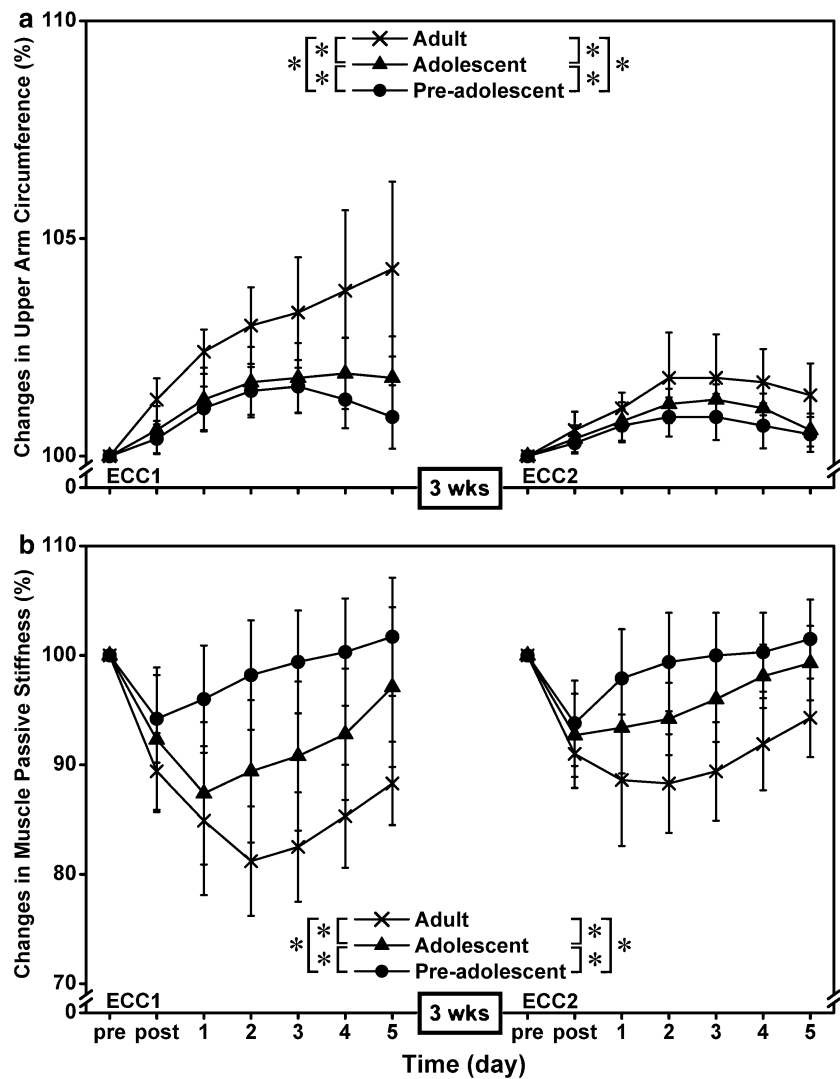 a
Changes in Upper Arm Circumference (%)
110
105
100
0
* * Adult * *
Adolescent
* Pre-adolescent *
ECC1
3 wks
ECC2
b
Changes in Muscle Passive Stiffness (%)
110
100
90
80
70
0
* * Adult * *
Adolescent
* Pre-adolescent *
ECC1
3 wks
ECC2
pre post 1 2 3 4 5 pre post 1 2 3 4 5
Time (day)